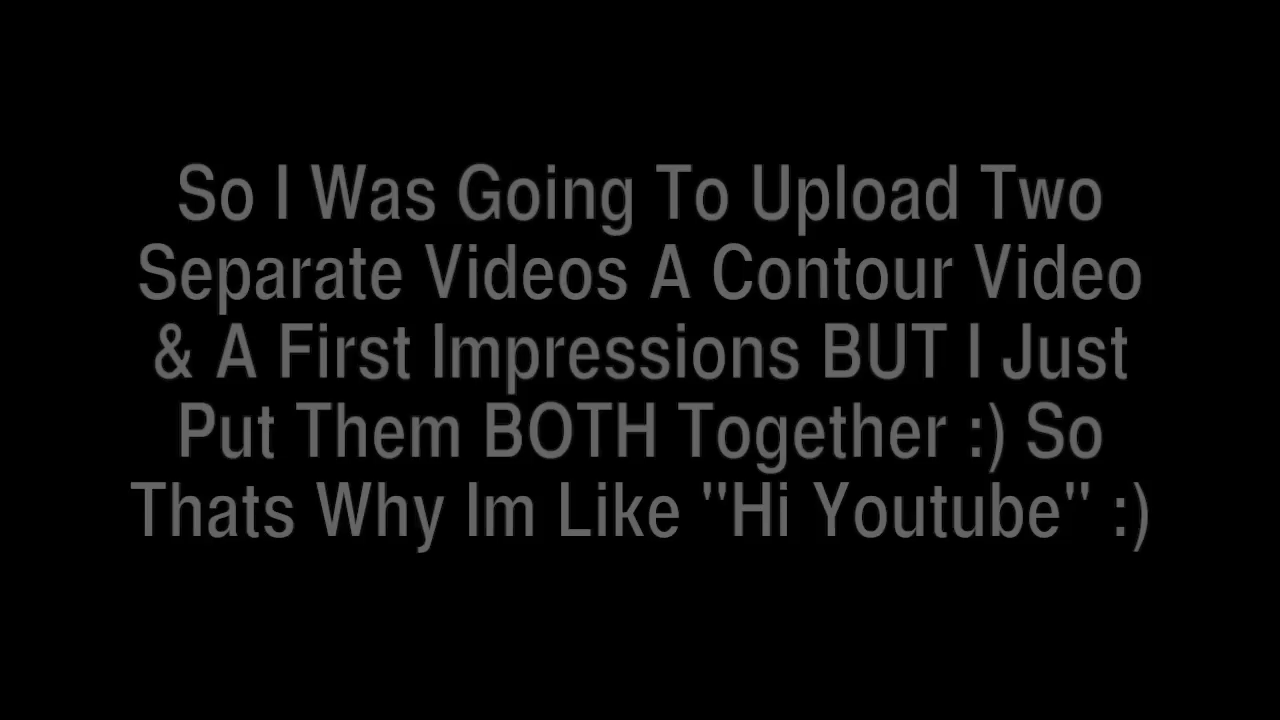 So I Was Going To Upload Two
Separate Videos A Contour Video
& A First Impressions BUT I Just
Put Them BOTH Together :) So
Thats Why Im Like "Hi Youtube" :)